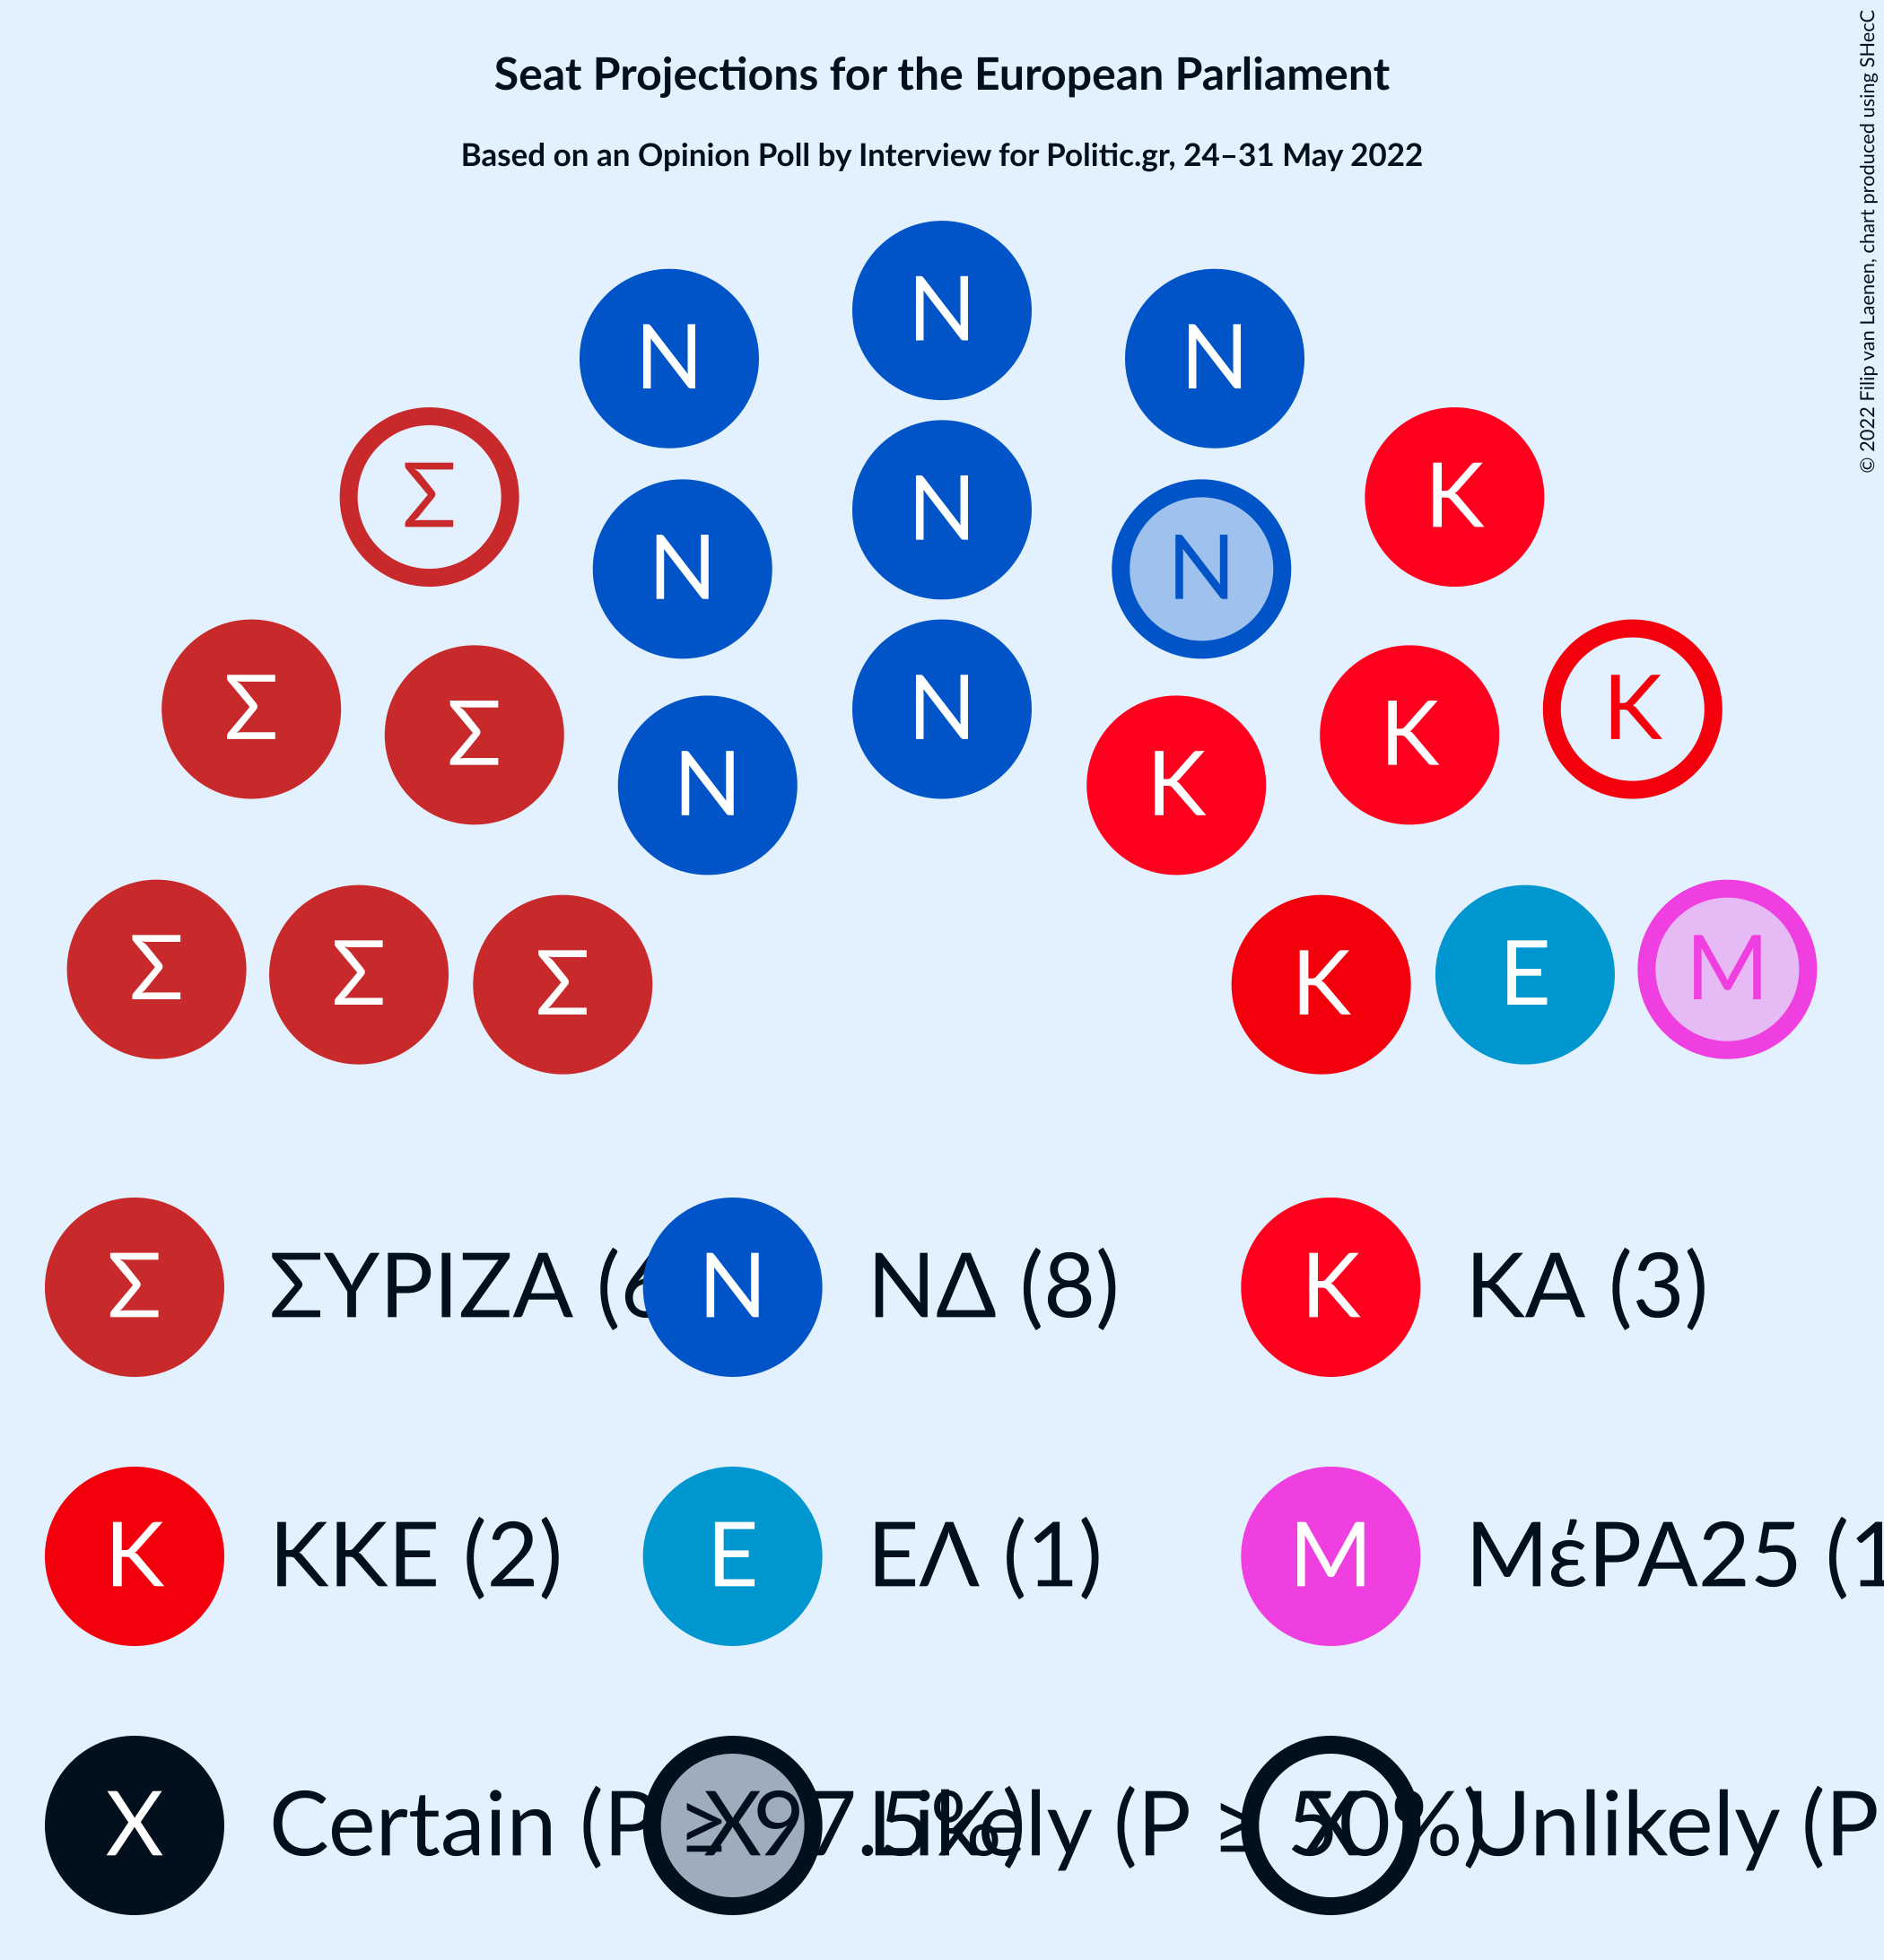 Seat Projections for the European Parliament
Based on an Opinion Poll by Interview for Politic.gr, 24–31 May 2022
© 2022 Filip van Laenen, chart produced using SHecC
N
N N
Σ N K
N N
Σ N K
Σ K
N K
Σ Σ Σ K E M
Σ ΣΥΡΙΖΑ (6 N ΝΔ (8) K ΚΑ (3)
K ΚΚΕ (2) E ΕΛ (1) M ΜέΡΑ25 (1
X Certain (P ≥ 97.5%) X Likely (P ≥ 50%) X Unlikely (P